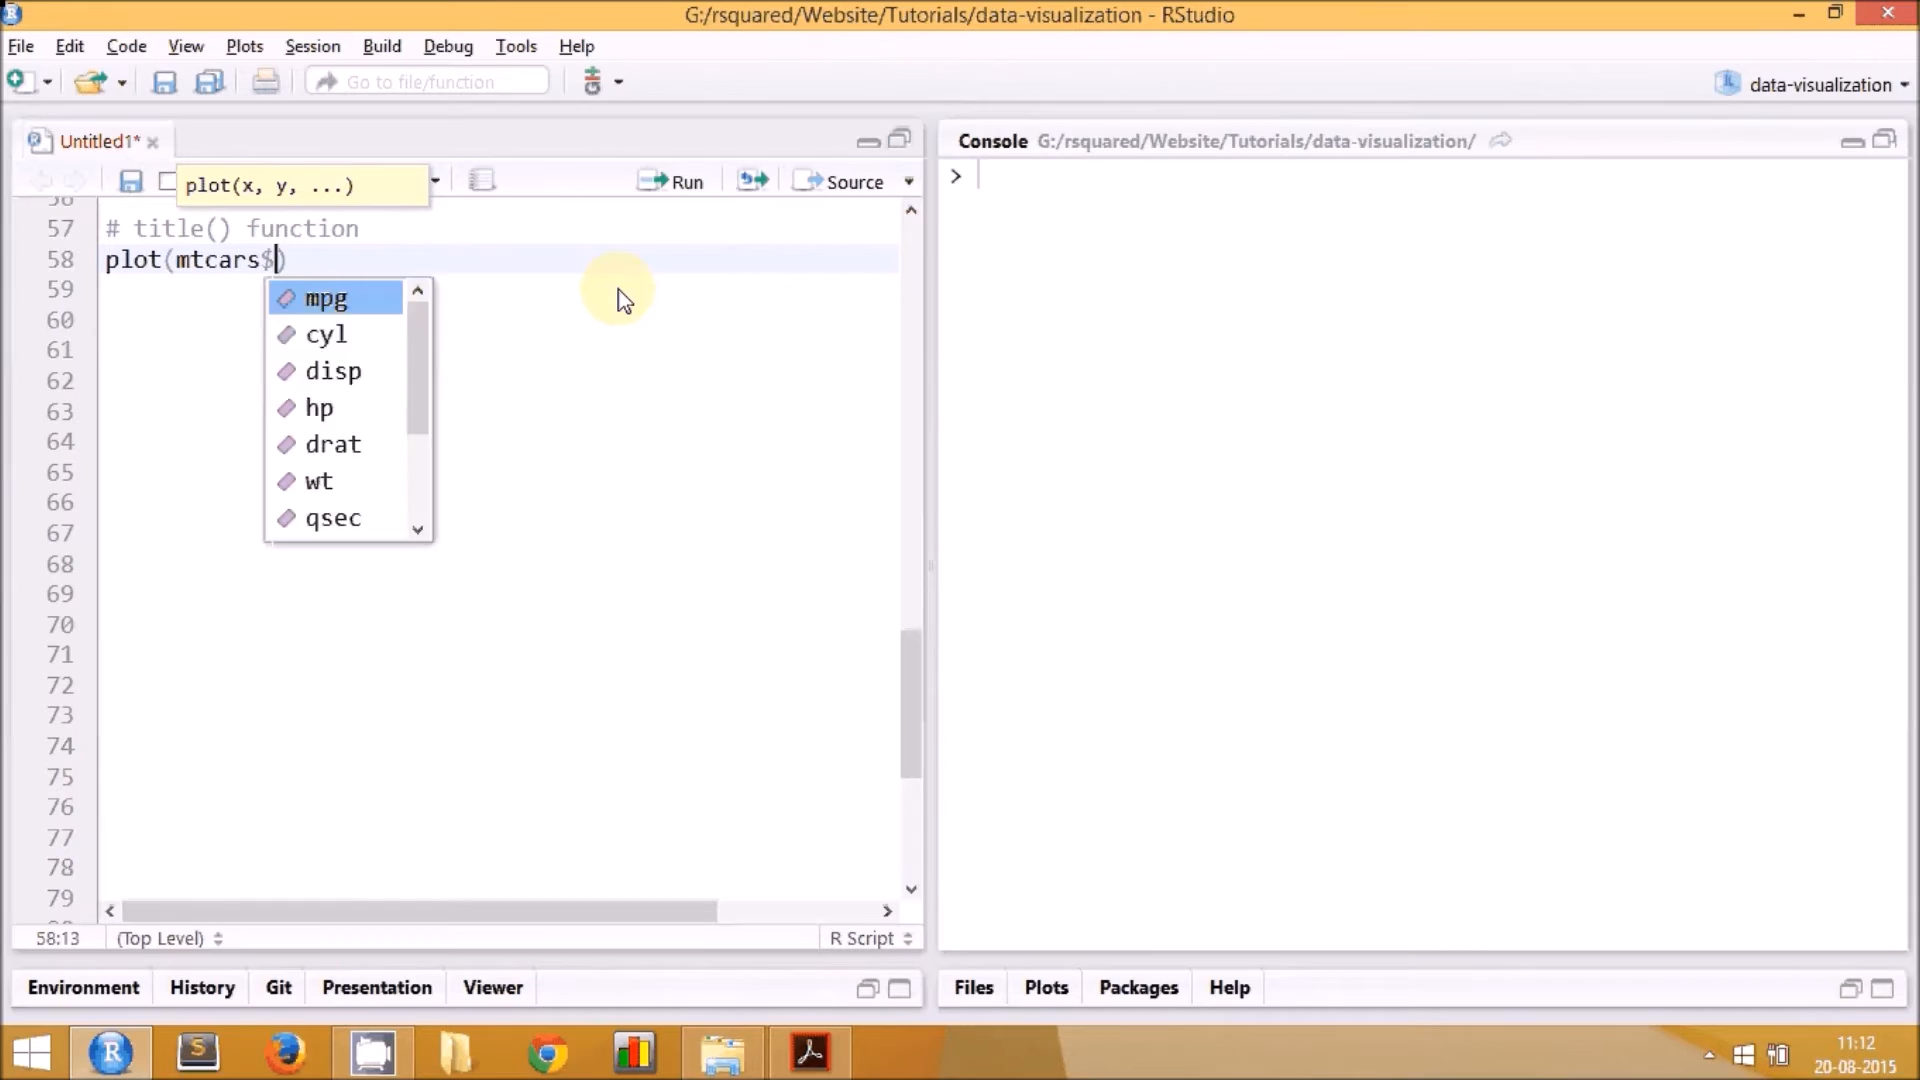 G:/rsquared/Website/Tutorials/data-visualization - RStudio
File Edit Code View Plots Session Build Debug Tools Help
Go to file/function
data-visualization
Untitled1*
plot(x, y, ...)
Run
Source
57 # title() function
58 plot(mtcars$)
59
60
61
62
63
64
65
66
67
68
69
70
71
72
73
74
75
76
77
78
79
mpg
cyl
disp
hp
drat
wt
qsec
58:13 (Top Level) R Script
Console G:/rsquared/Website/Tutorials/data-visualization/
>
Environment History Git Presentation Viewer
Files Plots Packages Help
11:12
20-08-2015